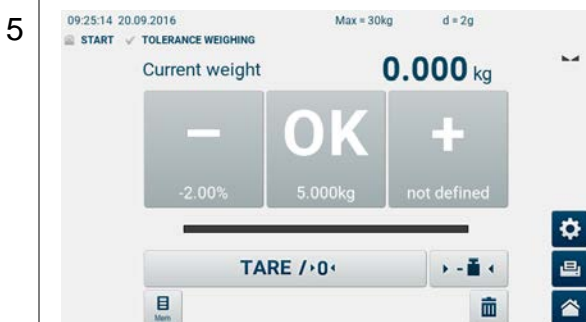 5
09:25:14 20.09.2016 Max = 30kg d = 2g
START TOLERANCE WEIGHING
Current weight 0.000 kg
− OK +
-2.00% 5.000kg not defined
TARE /›0‹
Mem